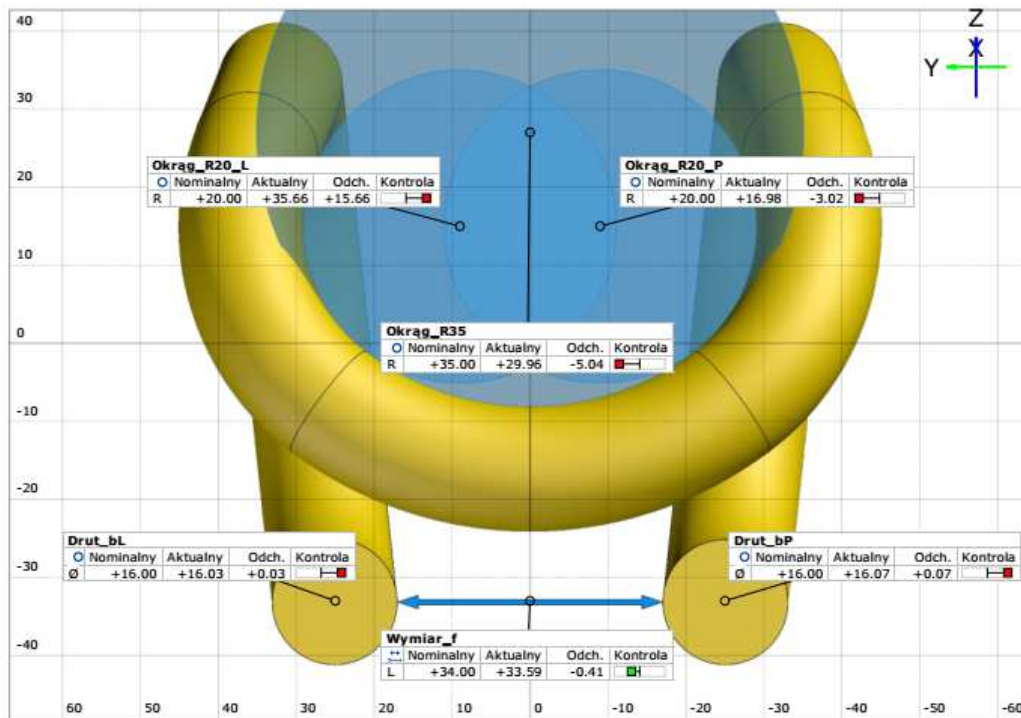 40
Z
X
Y
30
Okrąg_R20_L
Nominalny Aktualny Odch. Kontrola
R +20.00 +35.66 +15.66
Okrąg_R20_P
Nominalny Aktualny Odch. Kontrola
R +20.00 +16.98 -3.02
20
10
0
Okrąg_R35
Nominalny Aktualny Odch. Kontrola
R +35.00 +29.96 -5.04
-10
-20
Drut_bL
Nominalny Aktualny Odch. Kontrola
Ø +16.00 +16.03 +0.03
Drut_bP
Nominalny Aktualny Odch. Kontrola
Ø +16.00 +16.07 +0.07
-30
Wymiar_f
Nominalny Aktualny Odch. Kontrola
L +34.00 +33.59 -0.41
-40
60 50 40 30 20 10 0 -10 -20 -30 -40 -50 -60